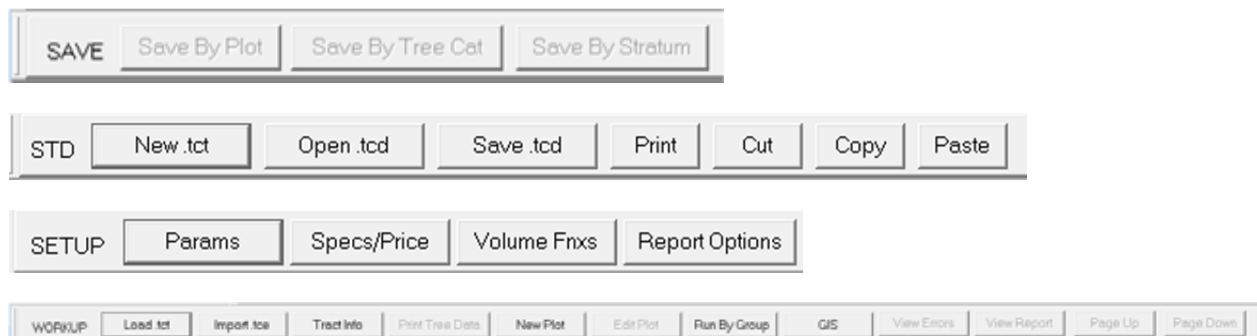 SAVE Save By Plot Save By Tree Cat Save By Stratum
STD New .tct Open .tcd Save .tcd Print Cut Copy Paste
SETUP Params Specs/Price Volume Fnxs Report Options
WORKUP Load .tct Import .tce Tract Info Print Tree Data New Plot Edit Plot Run By Group GIS View Errors View Report Page Up Page Down